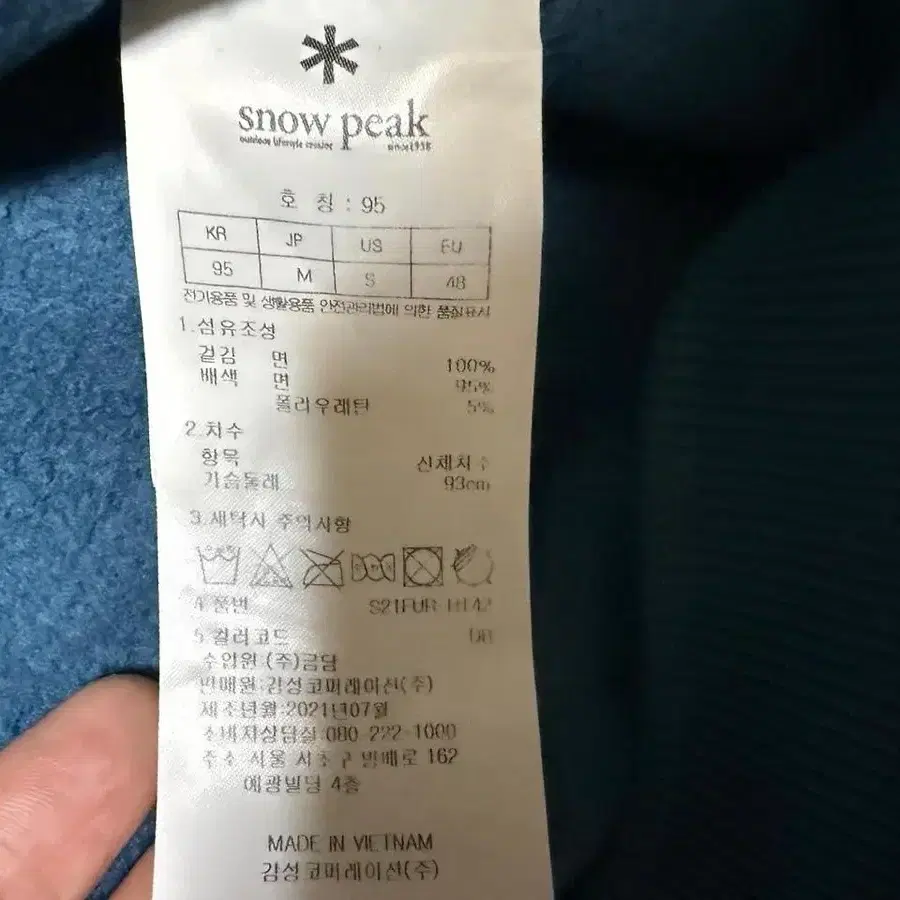 snow peak
outdoor lifestyle creator since1958
호 칭 : 95
KR JP US EU
95 M S 48
전기용품 및 생활용품 안전관리법에 의한 품질표시
1.섬유조성
겉감 면 100%
배색 면 95%
폴리우레탄 5%
2.치수
항목 신체치수
가슴둘레 93cm
3.세탁시 주의사항
4.품번 S21FUR
5.컬러코드
수입원 (주)금담
판매원:감성코퍼레이션(주)
제조년월:2021년07월
소비자상담실:080-222-1000
주소 서울 서초구 방배로 162
예광빌딩 4층
MADE IN VIETNAM
감성코퍼레이션(주)